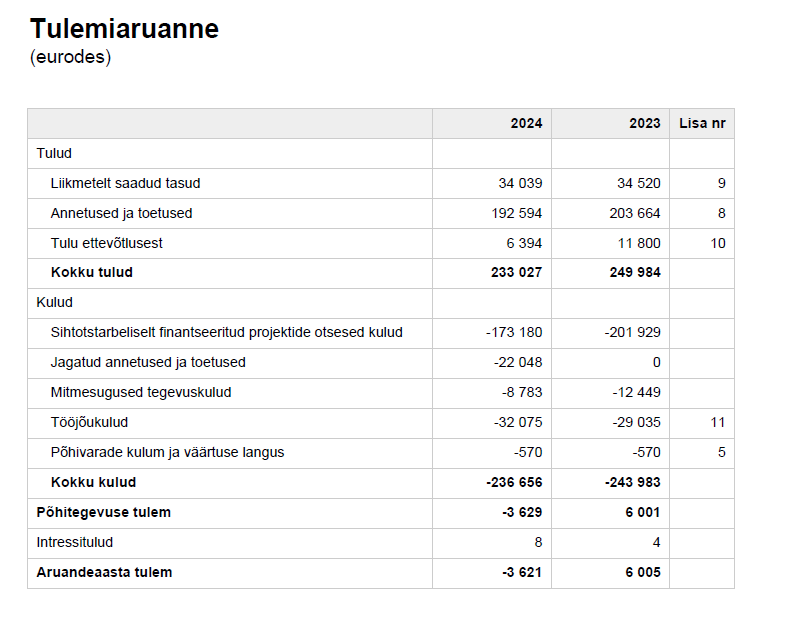 Tulemiaruanne
(eurodes)
2024 2023 Lisa nr
Tulud
Liikmetelt saadud tasud 34 039 34 520 9
Annetused ja toetused 192 594 203 664 8
Tulu ettevõtlusest 6 394 11 800 10
Kokku tulud 233 027 249 984
Kulud
Sihtotstarbeliselt finantseeritud projektide otsesed kulud -173 180 -201 929
Jagatud annetused ja toetused -22 048 0
Mitmesugused tegevuskulud -8 783 -12 449
Tööjõukulud -32 075 -29 035 11
Põhivarade kulum ja väärtuse langus -570 -570 5
Kokku kulud -236 656 -243 983
Põhitegevuse tulem -3 629 6 001
Intressitulud 8 4
Aruandeaasta tulem -3 621 6 005